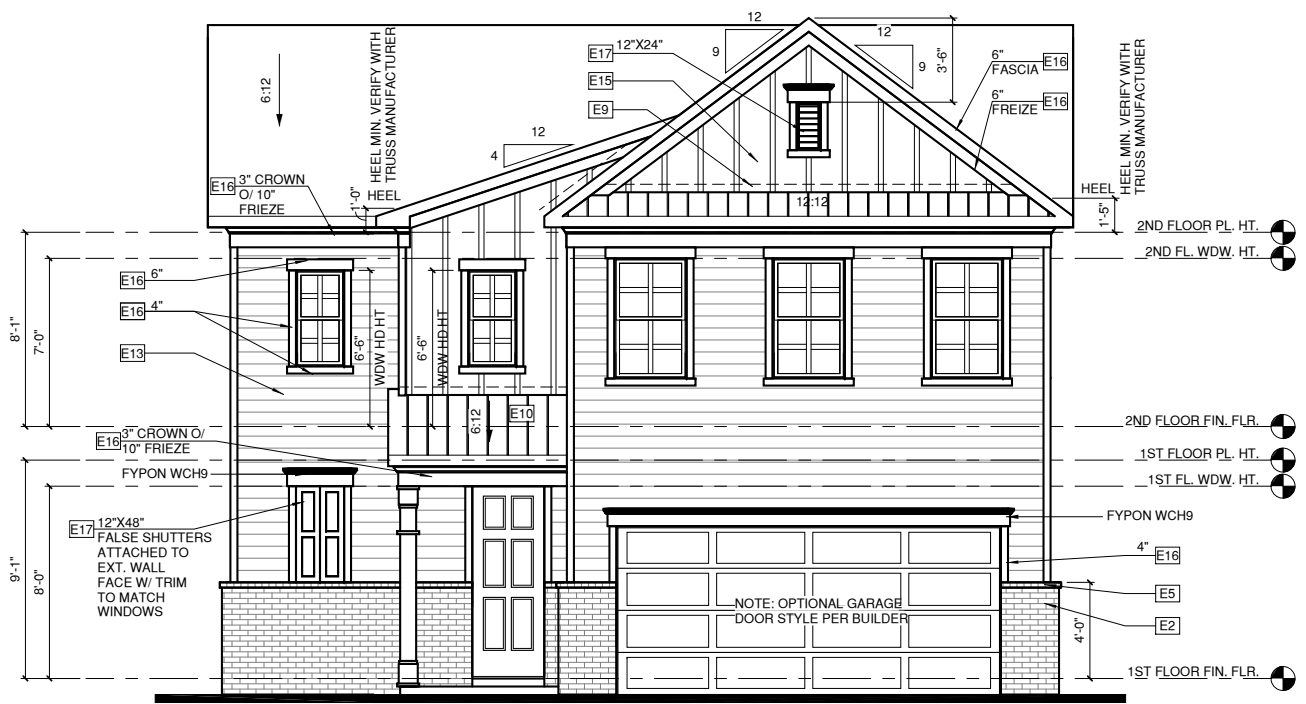 12
12
9
9
3'-6"
4
12
6:12
HEEL MIN. VERIFY WITH
TRUSS MANUFACTURER
E17 12"X24"
E15
E9
6"
FASCIA E16
6"
FREIZE E16
HEEL MIN. VERIFY WITH
TRUSS MANUFACTURER
E16 3" CROWN
O/ 10"
FRIEZE
HEEL
1'-0"
12:12
HEEL
1'-5"
2ND FLOOR PL. HT.
2ND FL. WDW. HT.
E16 6"
E16 4"
E13
8'-1"
7'-0"
6'-6"
WDW HD HT
6'-6"
WDW HD HT
6:12
E10
2ND FLOOR FIN. FLR.
E16 3" CROWN O/
10" FRIEZE
1ST FLOOR PL. HT.
FYPON WCH9
1ST FL. WDW. HT.
FYPON WCH9
E17 12"X48"
FALSE SHUTTERS
ATTACHED TO
EXT. WALL
FACE W/ TRIM
TO MATCH
WINDOWS
9'-1"
8'-0"
4"
E16
E5
E2
4'-0"
NOTE: OPTIONAL GARAGE
DOOR STYLE PER BUILDER
1ST FLOOR FIN. FLR.